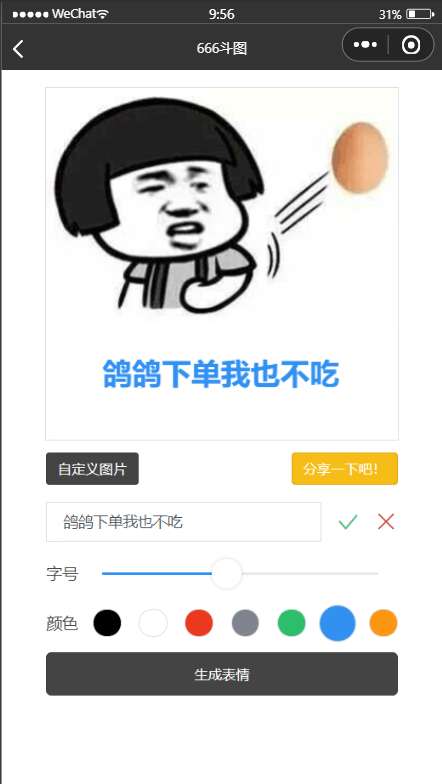 WeChat
9:56
31%
666斗图
鸽鸽下单我也不吃
自定义图片
分享一下吧!
鸽鸽下单我也不吃
字号
颜色
生成表情